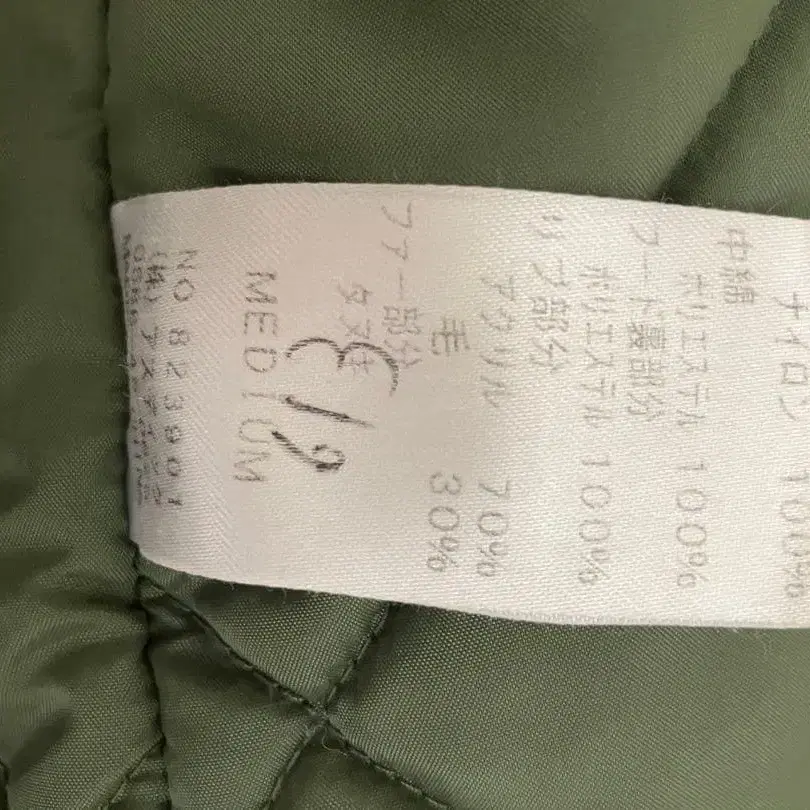 ナイロン 100%
中綿
ポリエステル 100%
フード裏部分
ポリエステル 100%
リブ部分
アクリル 70%
毛 30%
ファー部分
タヌキ
MEDIUM
NO 823901